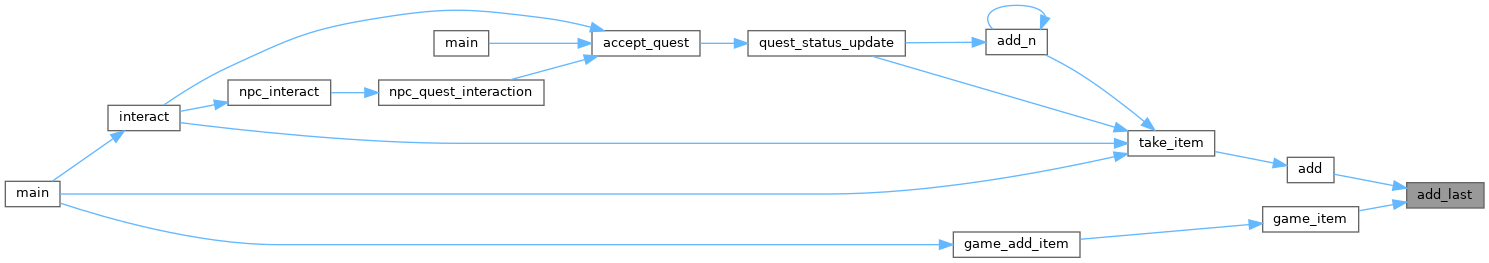 main
accept_quest
quest_status_update
add_n
npc_interact
npc_quest_interaction
interact
take_item
add
main
add_last
game_item
game_add_item